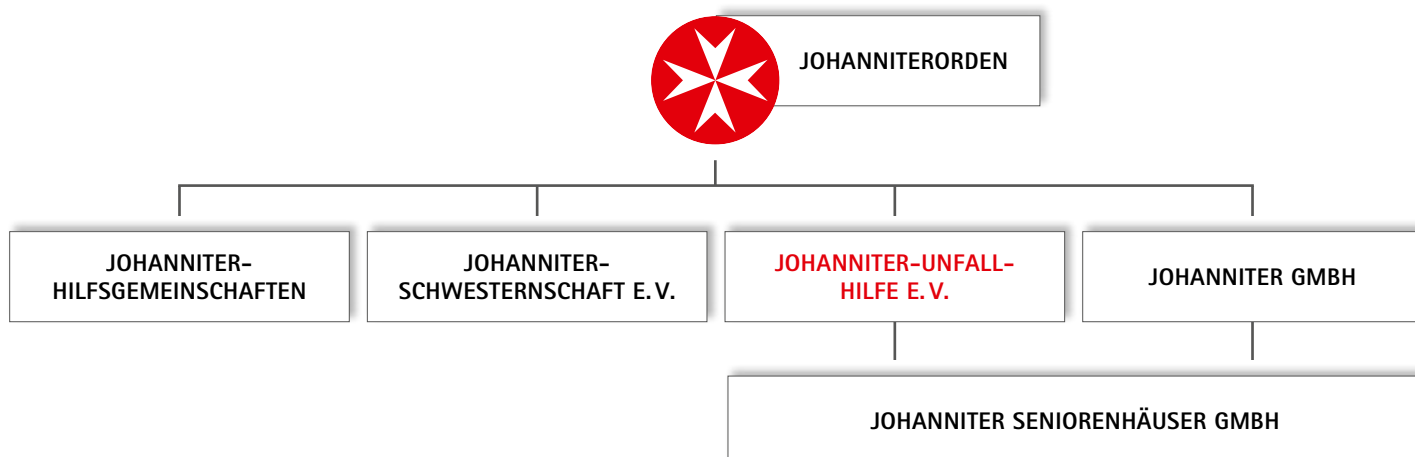 JOHANNITERORDEN
JOHANNITER-
HILFSGEMEINSCHAFTEN
JOHANNITER-
SCHWESTERNSCHAFT E. V.
JOHANNITER-UNFALL-
HILFE E. V.
JOHANNITER GMBH
JOHANNITER SENIORENHÄUSER GMBH